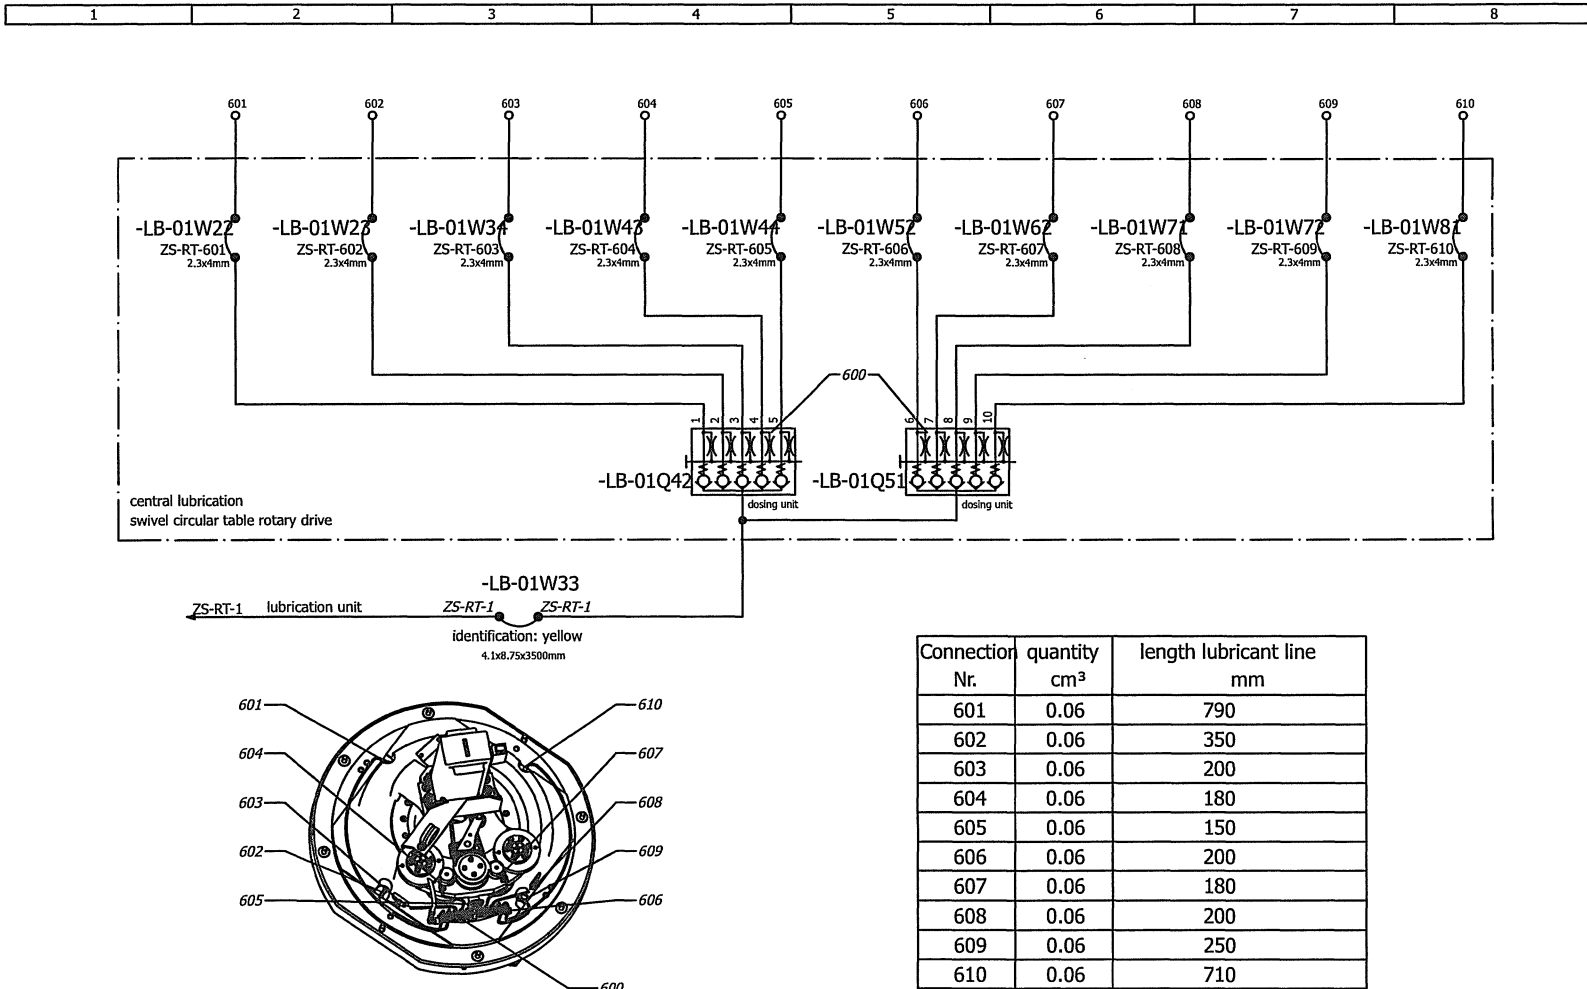 1 2 3 4 5 6 7 8
601 602 603 604 605 606 607 608 609 610
-LB-01W22 -LB-01W23 -LB-01W34 -LB-01W43 -LB-01W44 -LB-01W52 -LB-01W62 -LB-01W71 -LB-01W72 -LB-01W81
ZS-RT-601 ZS-RT-602 ZS-RT-603 ZS-RT-604 ZS-RT-605 ZS-RT-606 ZS-RT-607 ZS-RT-608 ZS-RT-609 ZS-RT-610
2.3x4mm 2.3x4mm 2.3x4mm 2.3x4mm 2.3x4mm 2.3x4mm 2.3x4mm 2.3x4mm 2.3x4mm 2.3x4mm
600
1 2 3 4 5 6 7 8 9 10
-LB-01Q42 -LB-01Q51
dosing unit dosing unit
central lubrication
swivel circular table rotary drive
-LB-01W33
ZS-RT-1 lubrication unit ZS-RT-1 ZS-RT-1
identification: yellow
4.1x8.75x3500mm
601 610
604 607
603 608
602 609
605 606
600
Connection quantity length lubricant line
Nr. cm³ mm
601 0.06 790
602 0.06 350
603 0.06 200
604 0.06 180
605 0.06 150
606 0.06 200
607 0.06 180
608 0.06 200
609 0.06 250
610 0.06 710